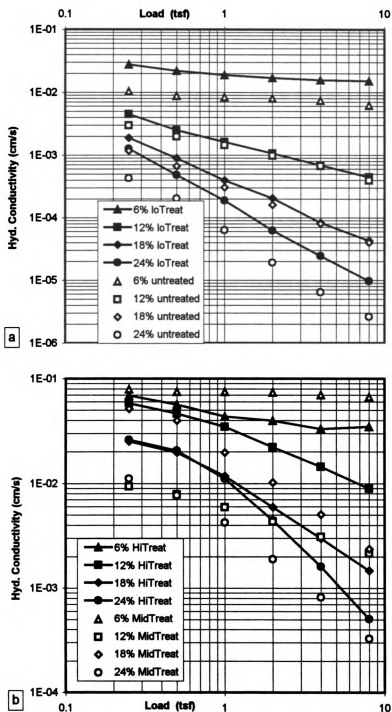 0.1 Load (tsf) 1 10
1E-01
1E-02
1E-03
1E-04
1E-05
1E-06
Hyd. Conductivity (cm/s)
6% loTreat
12% loTreat
18% loTreat
24% loTreat
6% untreated
12% untreated
18% untreated
24% untreated
a
1E-01
1E-02
1E-03
1E-04
Hyd. Conductivity (cm/s)
6% HiTreat
12% HiTreat
18% HiTreat
24% HiTreat
6% MidTreat
12% MidTreat
18% MidTreat
24% MidTreat
b
0.1 Load (tsf) 1 10